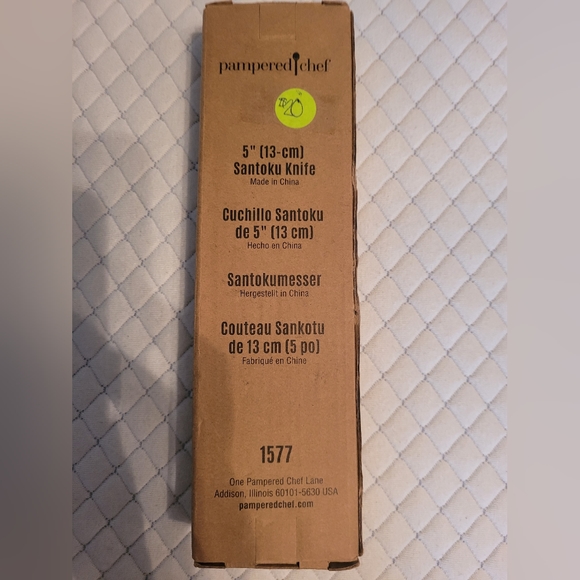 pampered chef
$20
5" (13-cm)
Santoku Knife
Made in China
Cuchillo Santoku
de 5" (13 cm)
Hecho en China
Santokumesser
Hergestellt in China
Couteau Sankotu
de 13 cm (5 po)
Fabriqué en Chine
1577
One Pampered Chef Lane
Addison, Illinois 60101-5630 USA
pamperedchef.com